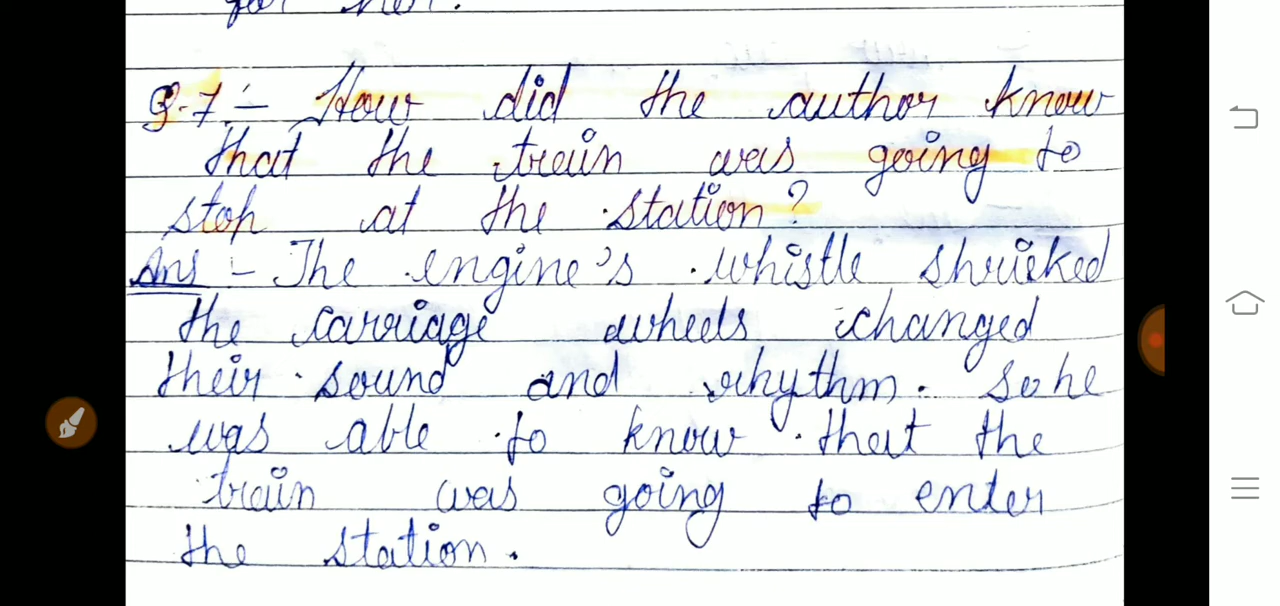 for her.
Q.7:- How did the author know
that the train was going to
stop at the station?
Ans :- The engine's whistle shrieked
the carriage wheels changed
their sound and rhythm. So he
was able to know that the
train was going to enter
the station.